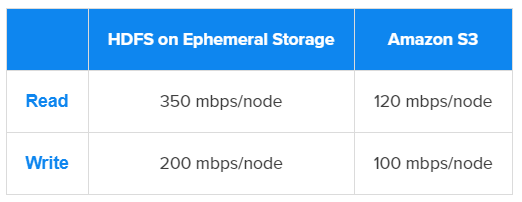 HDFS on Ephemeral Storage Amazon S3
Read 350 mbps/node 120 mbps/node
Write 200 mbps/node 100 mbps/node